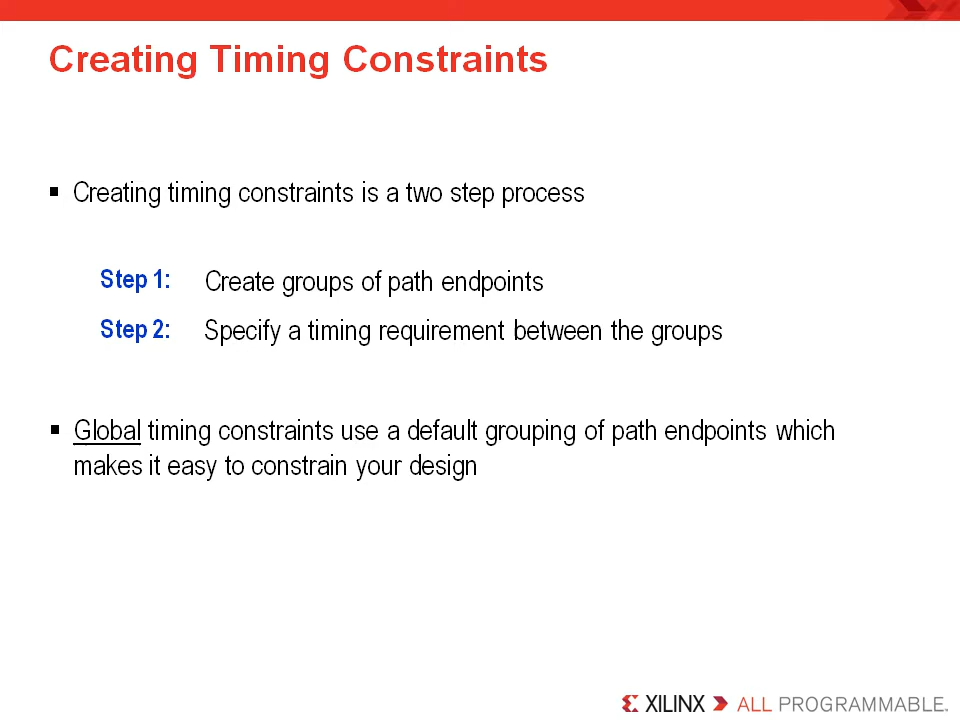 Creating Timing Constraints
▪ Creating timing constraints is a two step process
Step 1: Create groups of path endpoints
Step 2: Specify a timing requirement between the groups
▪ Global timing constraints use a default grouping of path endpoints which
makes it easy to constrain your design
XILINX ALL PROGRAMMABLE.